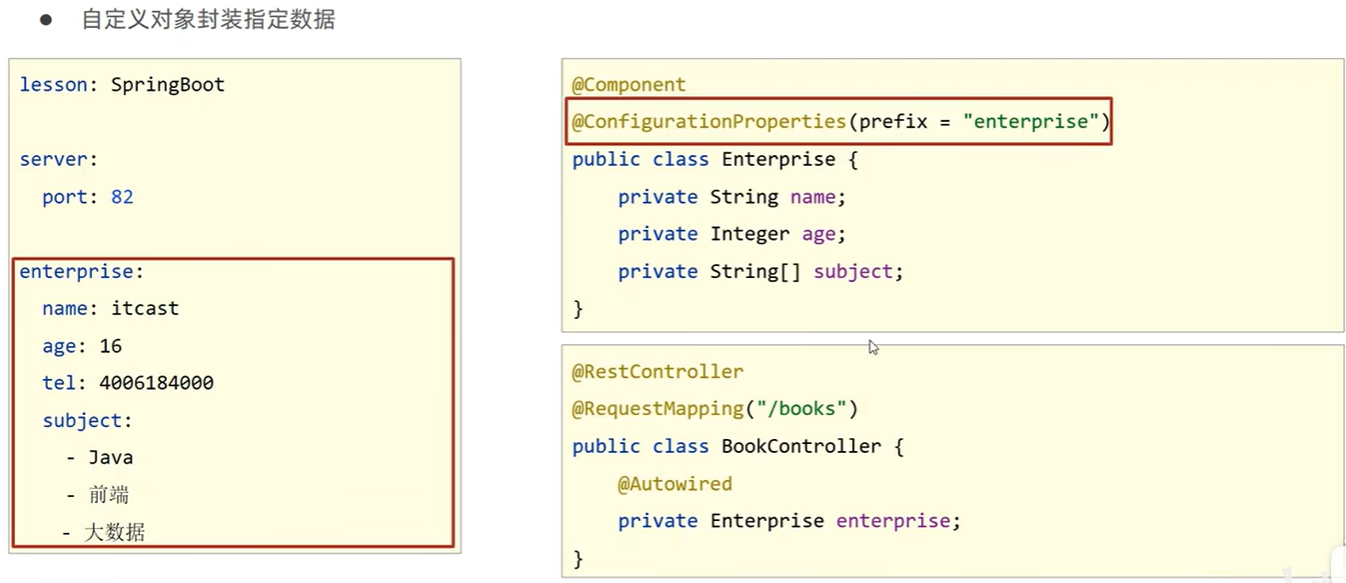 ● 自定义对象封装指定数据
lesson: SpringBoot
server:
  port: 82
enterprise:
  name: itcast
  age: 16
  tel: 4006184000
  subject:
    - Java
    - 前端
    - 大数据
@Component
@ConfigurationProperties(prefix = "enterprise")
public class Enterprise {
    private String name;
    private Integer age;
    private String[] subject;
}
@RestController
@RequestMapping("/books")
public class BookController {
    @Autowired
    private Enterprise enterprise;
}